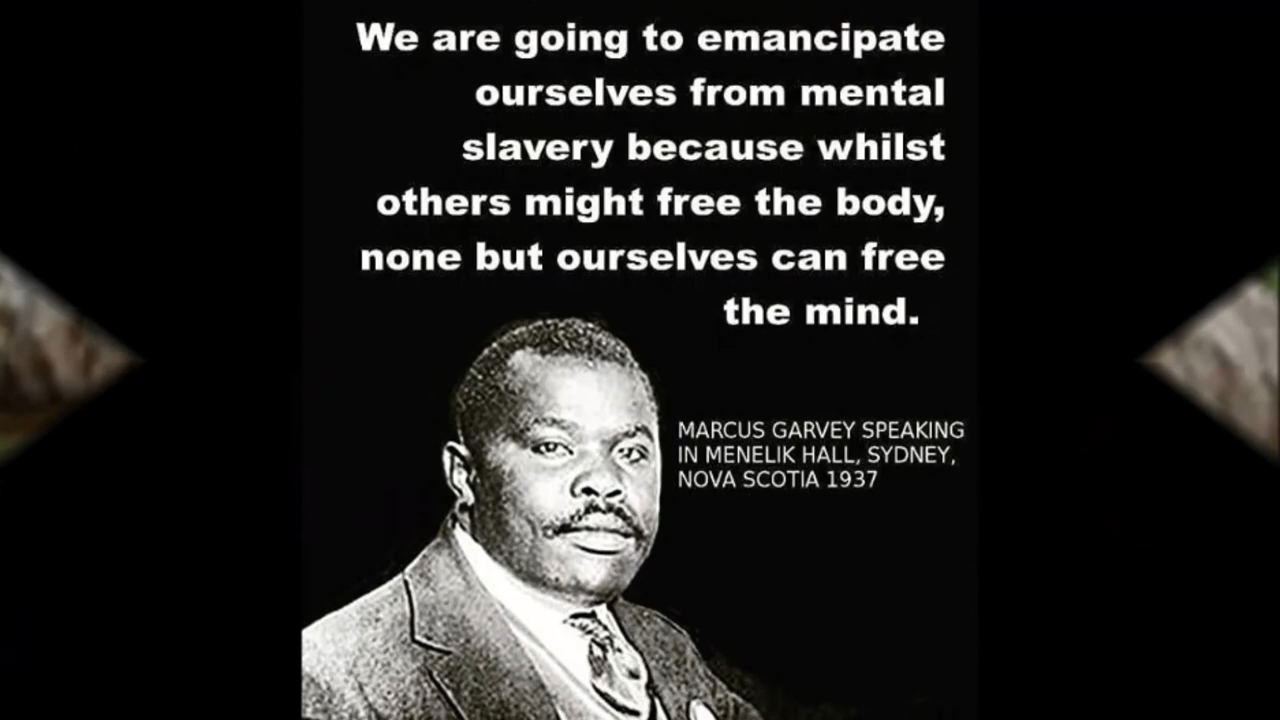 We are going to emancipate
ourselves from mental
slavery because whilst
others might free the body,
none but ourselves can free
the mind.
MARCUS GARVEY SPEAKING
IN MENELIK HALL, SYDNEY,
NOVA SCOTIA 1937